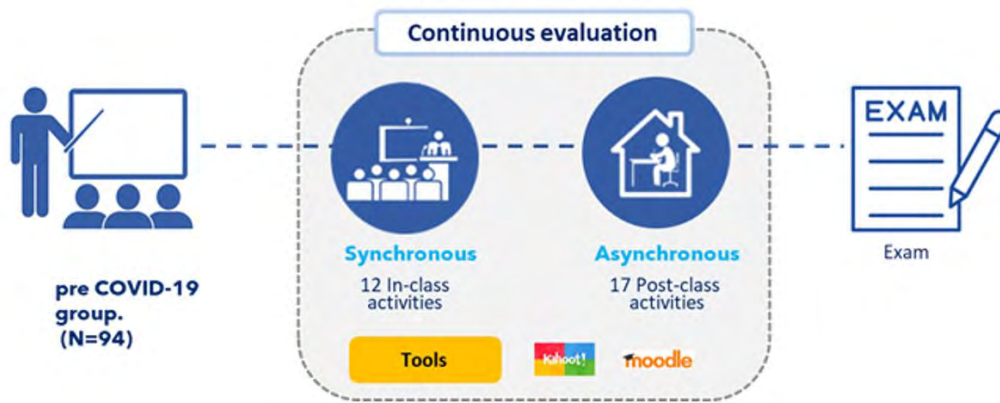 Continuous evaluation
EXAM
Synchronous
Asynchronous
Exam
12 In-class
activities
17 Post-class
activities
pre COVID-19
group.
(N=94)
Tools
Kahoot!
moodle